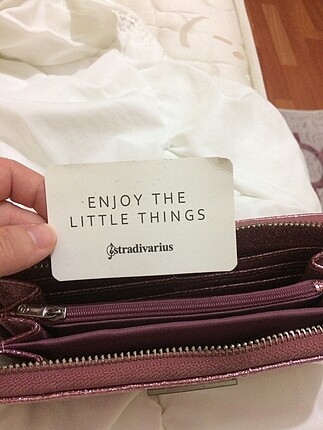 ENJOY THE
LITTLE THINGS
stradivarius